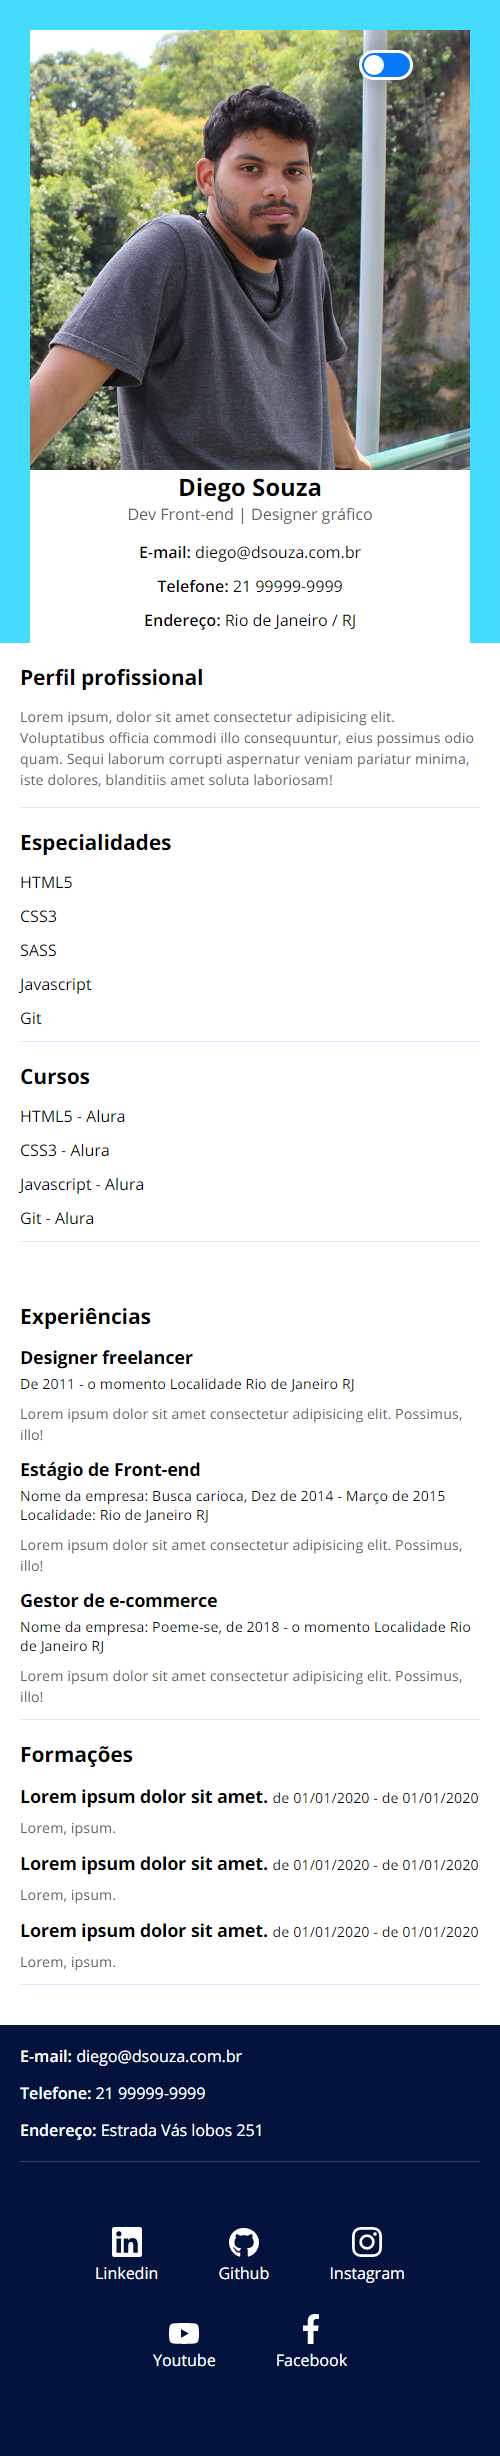 Diego Souza
Dev Front-end | Designer gráfico
E-mail: diego@dsouza.com.br
Telefone: 21 99999-9999
Endereço: Rio de Janeiro / RJ
Perfil profissional
Lorem ipsum, dolor sit amet consectetur adipisicing elit.
Voluptatibus officia commodi illo consequuntur, eius possimus odio
quam. Sequi laborum corrupti aspernatur veniam pariatur minima,
iste dolores, blanditiis amet soluta laboriosam!
Especialidades
HTML5
CSS3
SASS
Javascript
Git
Cursos
HTML5 - Alura
CSS3 - Alura
Javascript - Alura
Git - Alura
Experiências
Designer freelancer
De 2011 - o momento Localidade Rio de Janeiro RJ
Lorem ipsum dolor sit amet consectetur adipisicing elit. Possimus,
illo!
Estágio de Front-end
Nome da empresa: Busca carioca, Dez de 2014 - Março de 2015
Localidade: Rio de Janeiro RJ
Lorem ipsum dolor sit amet consectetur adipisicing elit. Possimus,
illo!
Gestor de e-commerce
Nome da empresa: Poeme-se, de 2018 - o momento Localidade Rio
de Janeiro RJ
Lorem ipsum dolor sit amet consectetur adipisicing elit. Possimus,
illo!
Formações
Lorem ipsum dolor sit amet. de 01/01/2020 - de 01/01/2020
Lorem, ipsum.
Lorem ipsum dolor sit amet. de 01/01/2020 - de 01/01/2020
Lorem, ipsum.
Lorem ipsum dolor sit amet. de 01/01/2020 - de 01/01/2020
Lorem, ipsum.
E-mail: diego@dsouza.com.br
Telefone: 21 99999-9999
Endereço: Estrada Vás lobos 251
Linkedin Github Instagram
Youtube Facebook